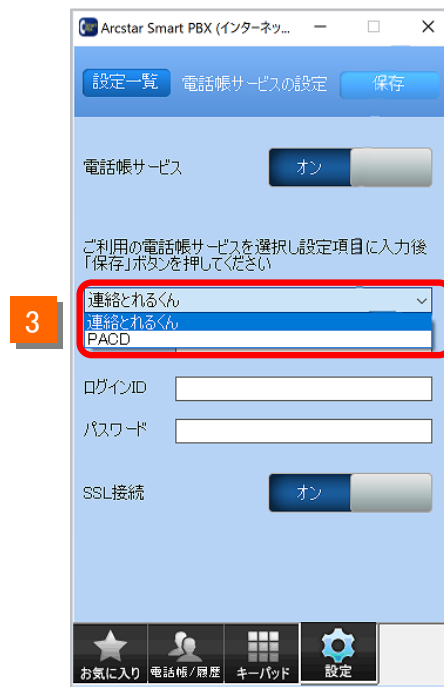 Arcstar Smart PBX (インターネッ...
設定一覧 電話帳サービスの設定 保存
電話帳サービス オン
ご利用の電話帳サービスを選択し設定項目に入力後
「保存」ボタンを押してください
3
連絡とれるくん
連絡とれるくん
PACD
ログインID
パスワード
SSL接続 オン
お気に入り 電話帳/履歴 キーパッド 設定